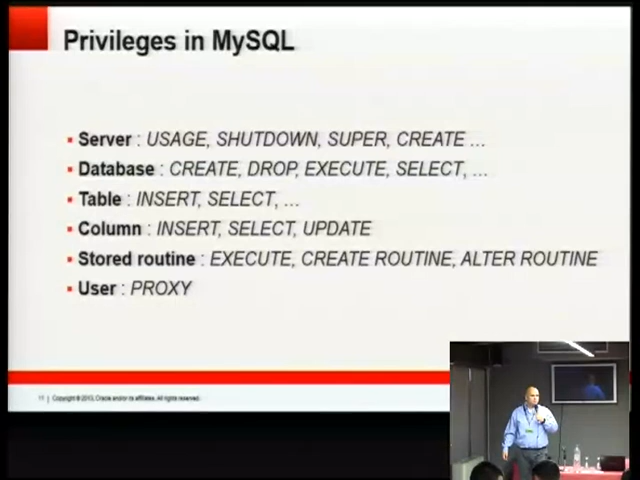 Privileges in MySQL
▪ Server : USAGE, SHUTDOWN, SUPER, CREATE ...
▪ Database : CREATE, DROP, EXECUTE, SELECT, ...
▪ Table : INSERT, SELECT, ...
▪ Column : INSERT, SELECT, UPDATE
▪ Stored routine : EXECUTE, CREATE ROUTINE, ALTER ROUTINE
▪ User : PROXY
11 | Copyright © 2013, Oracle and/or its affiliates. All rights reserved.